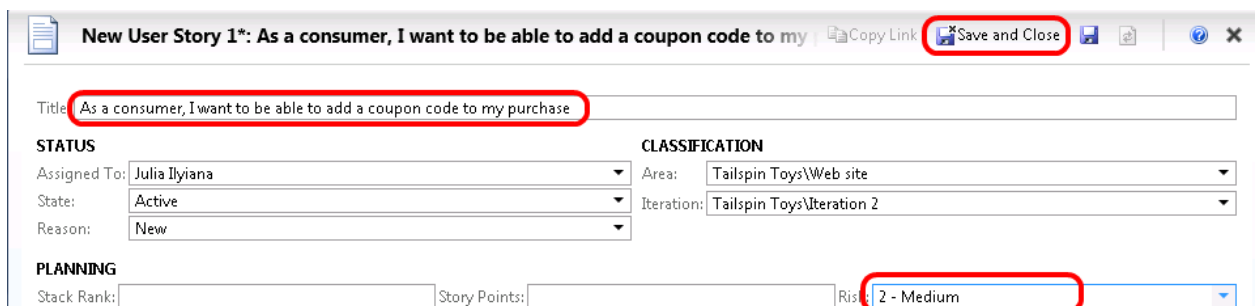 New User Story 1*: As a consumer, I want to be able to add a coupon code to my Copy Link Save and Close
Title: As a consumer, I want to be able to add a coupon code to my purchase
STATUS CLASSIFICATION
Assigned To: Julia Ilyiana Area: Tailspin Toys\Web site
State: Active Iteration: Tailspin Toys\Iteration 2
Reason: New
PLANNING
Stack Rank: Story Points: Risk: 2 - Medium